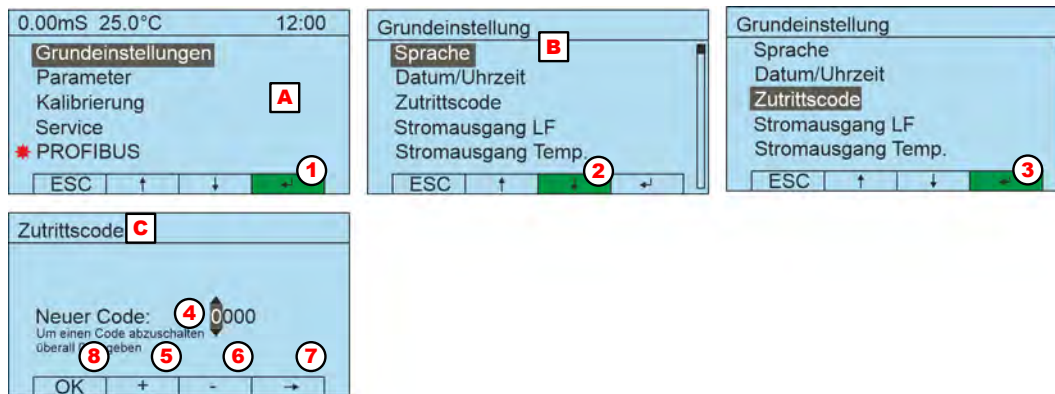 0.00mS 25.0°C 12:00
Grundeinstellungen
Parameter
Kalibrierung
Service
PROFIBUS
A
ESC ↑ ↓ ↵
1
Grundeinstellung
B
Sprache
Datum/Uhrzeit
Zutrittscode
Stromausgang LF
Stromausgang Temp.
ESC ↑ ↓ ↵
2
Grundeinstellung
Sprache
Datum/Uhrzeit
Zutrittscode
Stromausgang LF
Stromausgang Temp.
ESC ↑ ↓ ↵
3
Zutrittscode
C
Neuer Code: 4 0000
Um einen Code abzuschalten
überall
8 5 6 7
OK + - →